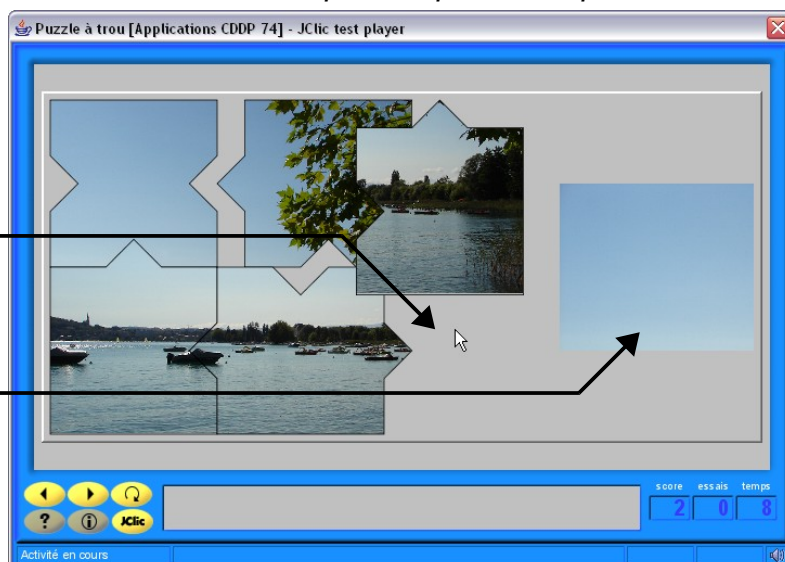 Puzzle à trou [Applications CDDP 74] - JClic test player
score essais temps
2 0 8
? i JClic
Activité en cours